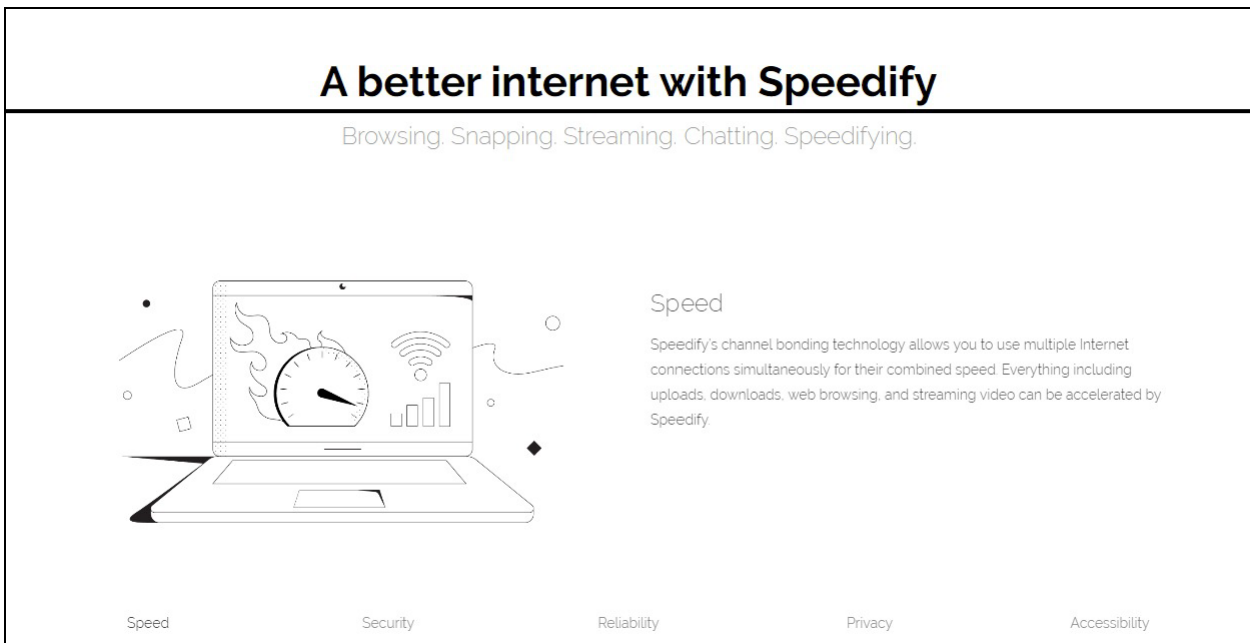 A better internet with Speedify
Browsing. Snapping. Streaming. Chatting. Speedifying.
Speed
Speedify's channel bonding technology allows you to use multiple Internet
connections simultaneously for their combined speed. Everything including
uploads, downloads, web browsing, and streaming video can be accelerated by
Speedify.
Speed Security Reliability Privacy Accessibility